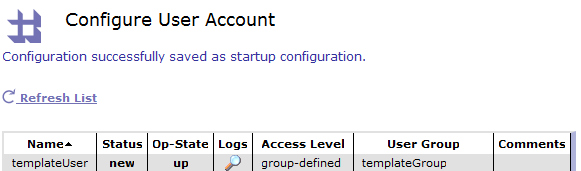 Configure User Account
Configuration successfully saved as startup configuration.
Refresh List
Name Status Op-State Logs Access Level User Group Comments
templateUser new up group-defined templateGroup